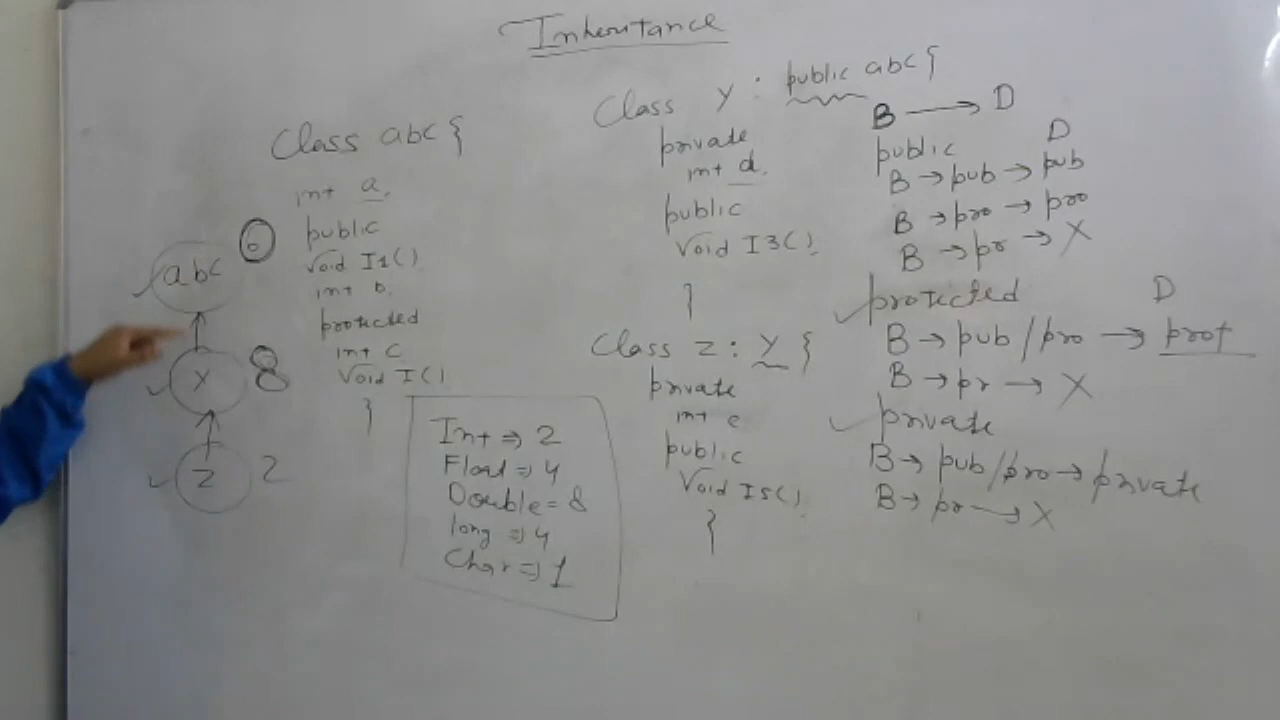 Inheritance
Class abc {
int a,
public
void I1()
int b,
protected
int c
void I()
}
abc
6
y
8
z
2
Int => 2
Float => 4
Double = 8
long => 4
Char => 1
Class y : public abc {
private
int d,
public
void I3()
}
Class z : y {
private
int e
public
void I5()
}
B → D
public D
B → pub → pub
B → pro → pro
B → pr → X
protected D
B → pub/pro → prot
B → pr → X
private
B → pub/pro → private
B → pr → X